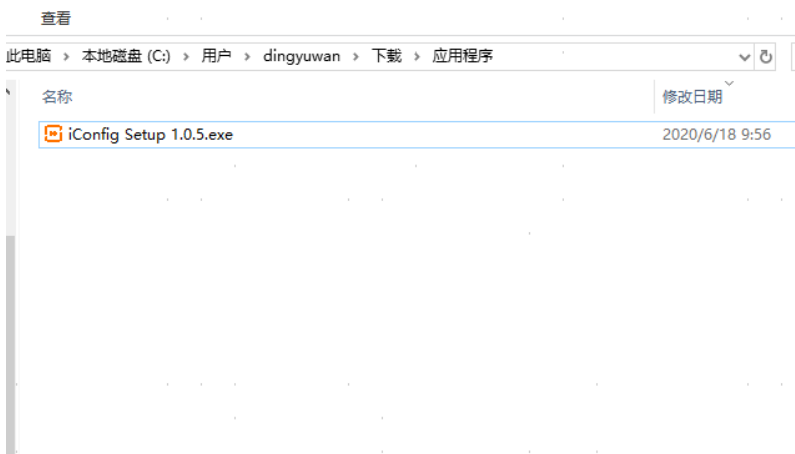 查看
此电脑 › 本地磁盘 (C:) › 用户 › dingyuwan › 下载 › 应用程序
名称 修改日期
iConfig Setup 1.0.5.exe 2020/6/18 9:56